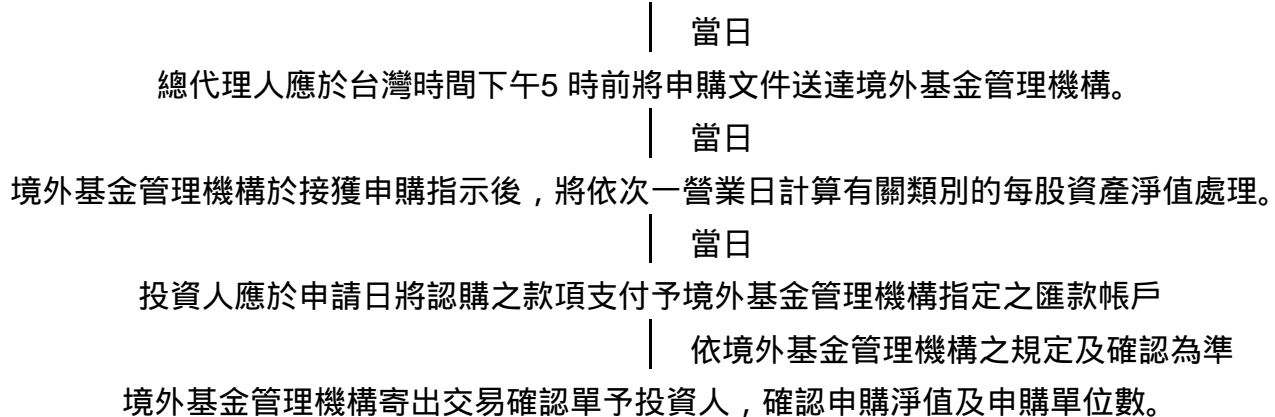 當日
總代理人應於台灣時間下午5 時前將申購文件送達境外基金管理機構。
當日
境外基金管理機構於接獲申購指示後，將依次一營業日計算有關類別的每股資產淨值處理。
當日
投資人應於申請日將認購之款項支付予境外基金管理機構指定之匯款帳戶
依境外基金管理機構之規定及確認為準
境外基金管理機構寄出交易確認單予投資人，確認申購淨值及申購單位數。